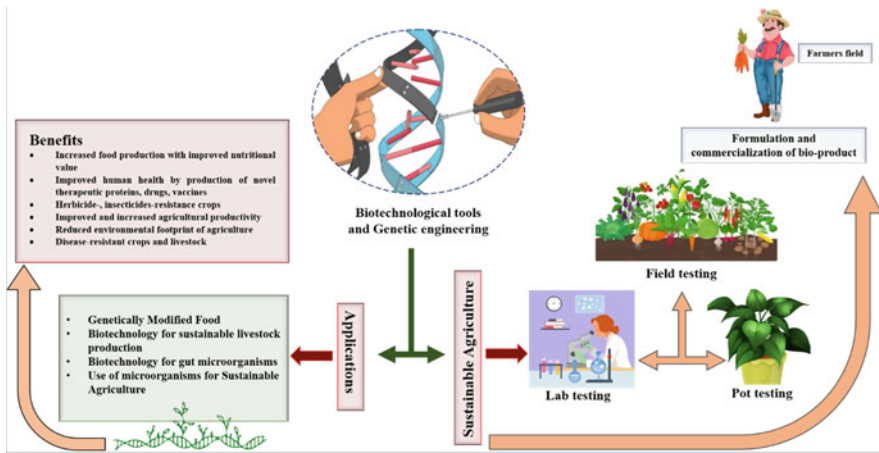 Farmers field
Formulation and
commercialization of bio-product
Benefits
• Increased food production with improved nutritional
value
• Improved human health by production of novel
therapeutic proteins, drugs, vaccines
• Herbicide-, insecticides-resistance crops
• Improved and increased agricultural productivity
• Reduced environmental footprint of agriculture
• Disease-resistant crops and livestock
Biotechnological tools
and Genetic engineering
Field testing
• Genetically Modified Food
• Biotechnology for sustainable livestock
production
• Biotechnology for gut microorganisms
• Use of microorganisms for Sustainable
Agriculture
Applications
Sustainable Agriculture
Lab testing
Pot testing